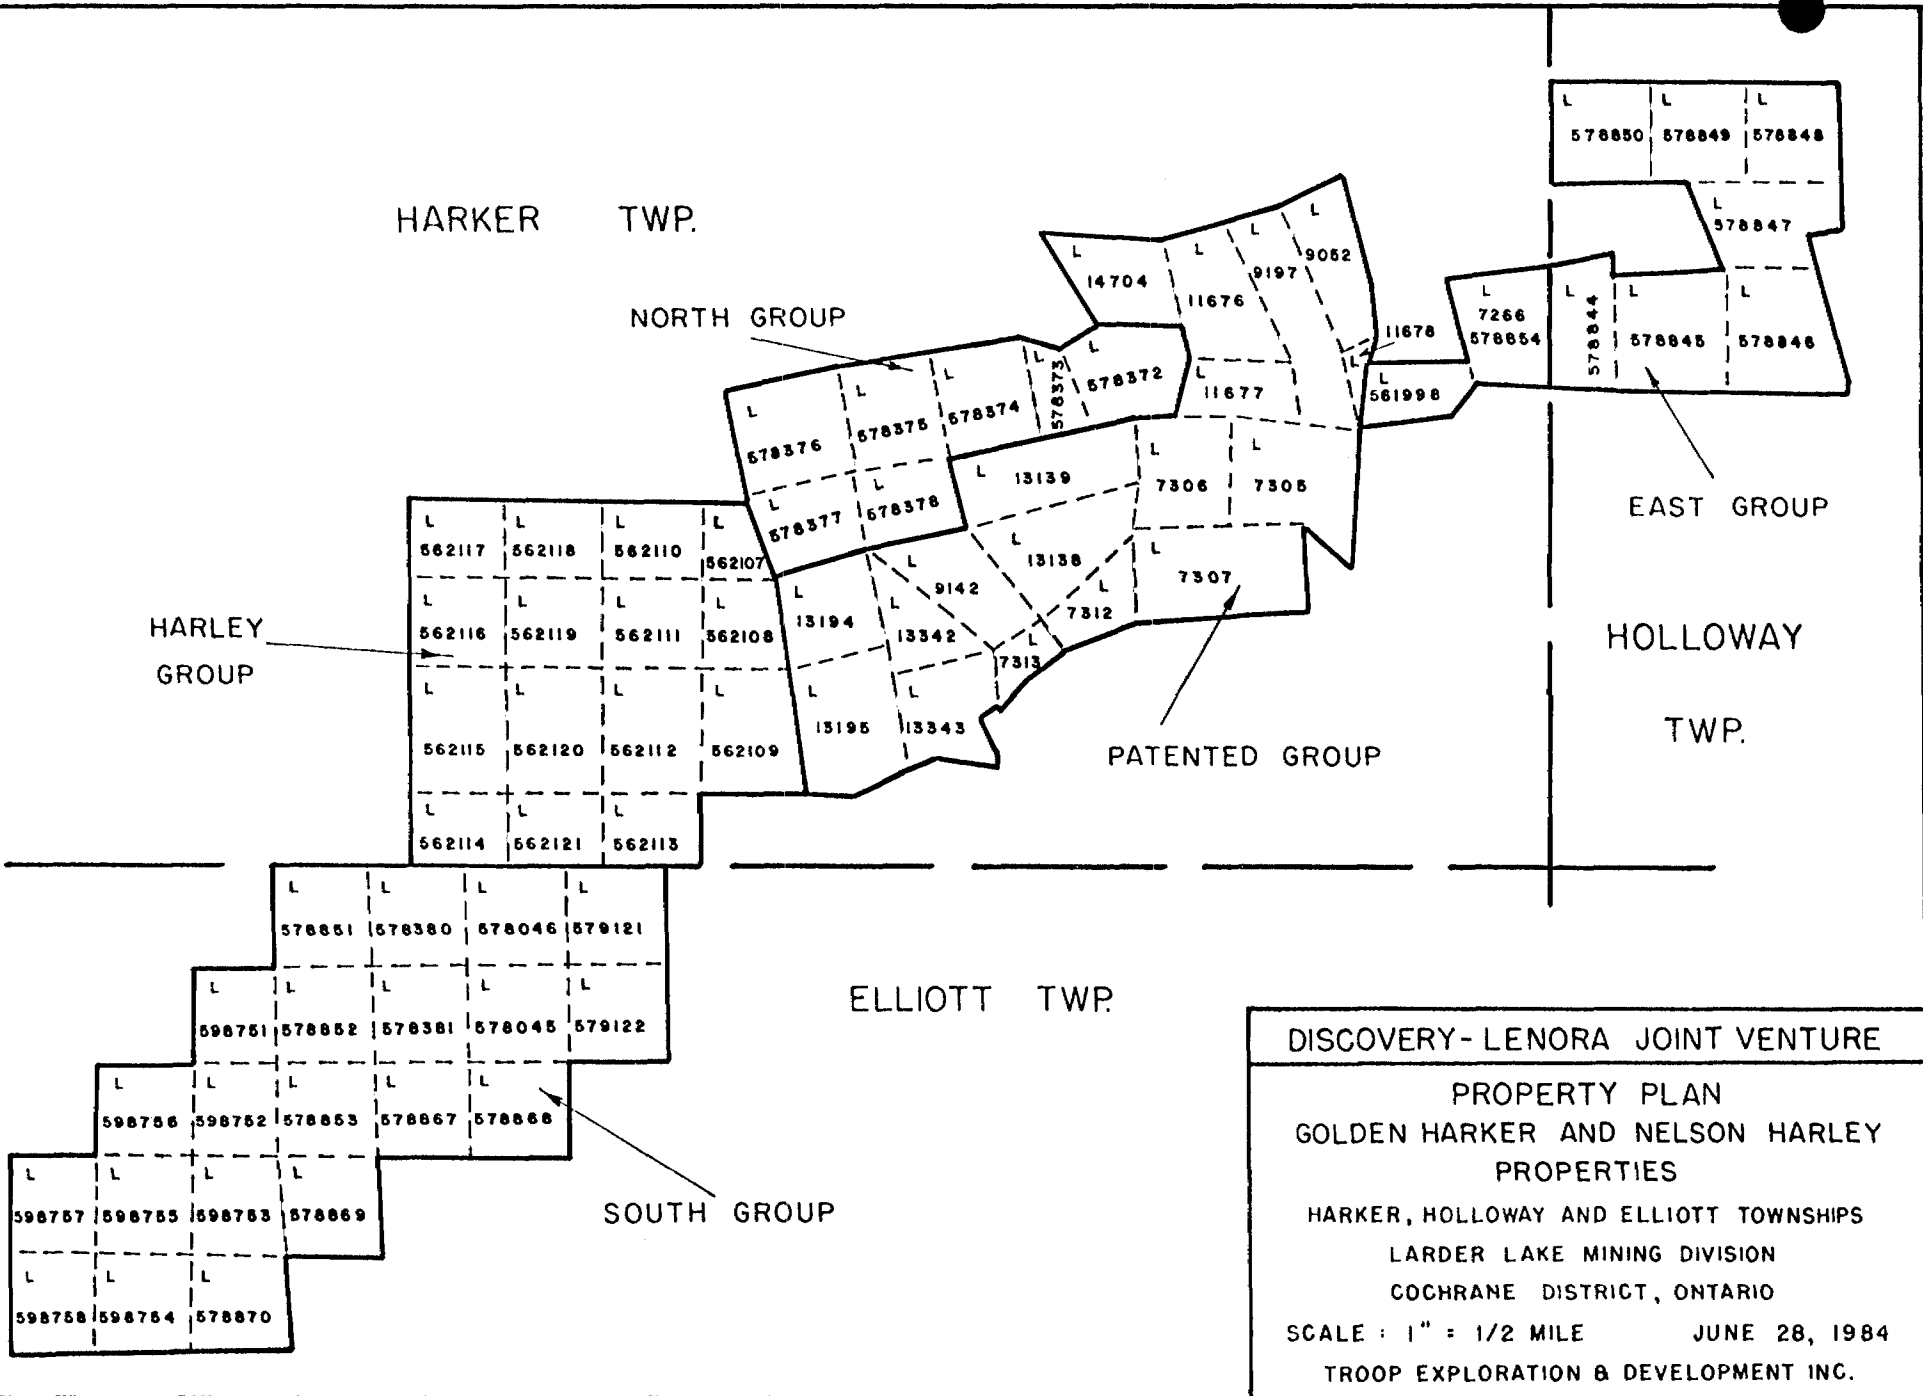 HARKER TWP.
NORTH GROUP
HARLEY
GROUP
PATENTED GROUP
EAST GROUP
HOLLOWAY
TWP.
ELLIOTT TWP.
SOUTH GROUP
L L L
578850 578849 578848
L
578847
L L L L
7266
578854 578844 578845 578846
L L L L
14704 11676 9197 9052
L
11678
L
11677
L
561998
L L L L L
578376 578375 578374 578373 578372
L L
578377 578378
L L L
13139 7306 7305
L L L L
9142 13138 7312 7307
L L L
13194 13342 7313
L L
13195 13343
L L L L
562117 562118 562110 562107
L L L L
562116 562119 562111 562108
L L L L
562115 562120 562112 562109
L L L
562114 562121 562113
L L L L
578851 578380 578046 579121
L L L L L
598751 578852 578381 578045 579122
L L L L L
598756 598752 578853 578867 578868
L L L L
598757 598755 598753 578869
L L L
598758 598754 578870
DISCOVERY-LENORA JOINT VENTURE
PROPERTY PLAN
GOLDEN HARKER AND NELSON HARLEY
PROPERTIES
HARKER, HOLLOWAY AND ELLIOTT TOWNSHIPS
LARDER LAKE MINING DIVISION
COCHRANE DISTRICT, ONTARIO
SCALE : 1" = 1/2 MILE JUNE 28, 1984
TROOP EXPLORATION & DEVELOPMENT INC.